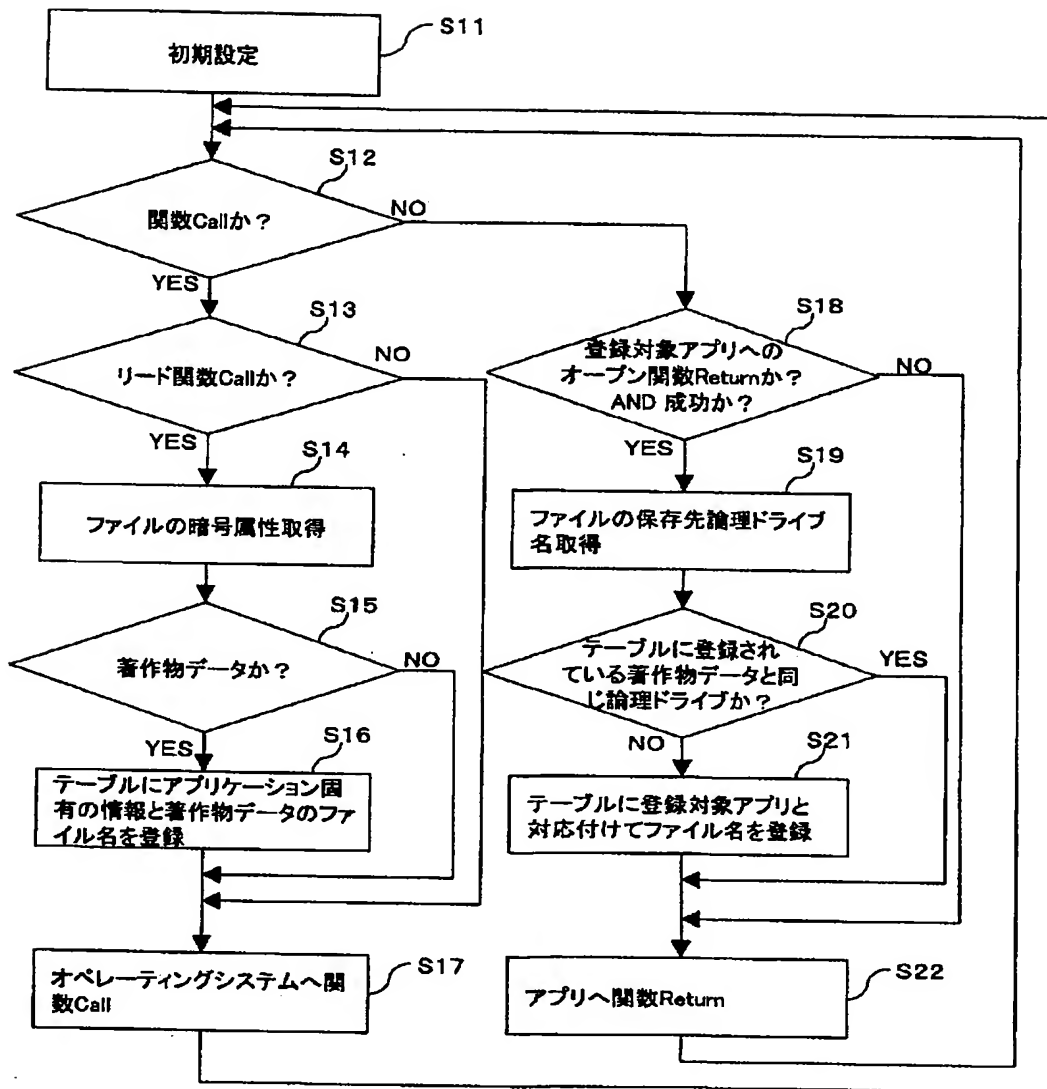 S11
初期設定
S12
関数Callか？
NO
YES
S13
リード関数Callか？
NO
YES
S14
ファイルの暗号属性取得
S15
著作物データか？
NO
YES
S16
テーブルにアプリケーション固
有の情報と著作物データのファ
イル名を登録
S17
オペレーティングシステムへ関
数Call
S18
登録対象アプリへの
オープン関数Returnか？
AND 成功か？
NO
YES
S19
ファイルの保存先論理ドライブ
名取得
S20
テーブルに登録され
ている著作物データと同
じ論理ドライブか？
YES
NO
S21
テーブルに登録対象アプリと
対応付けてファイル名を登録
S22
アプリへ関数Return